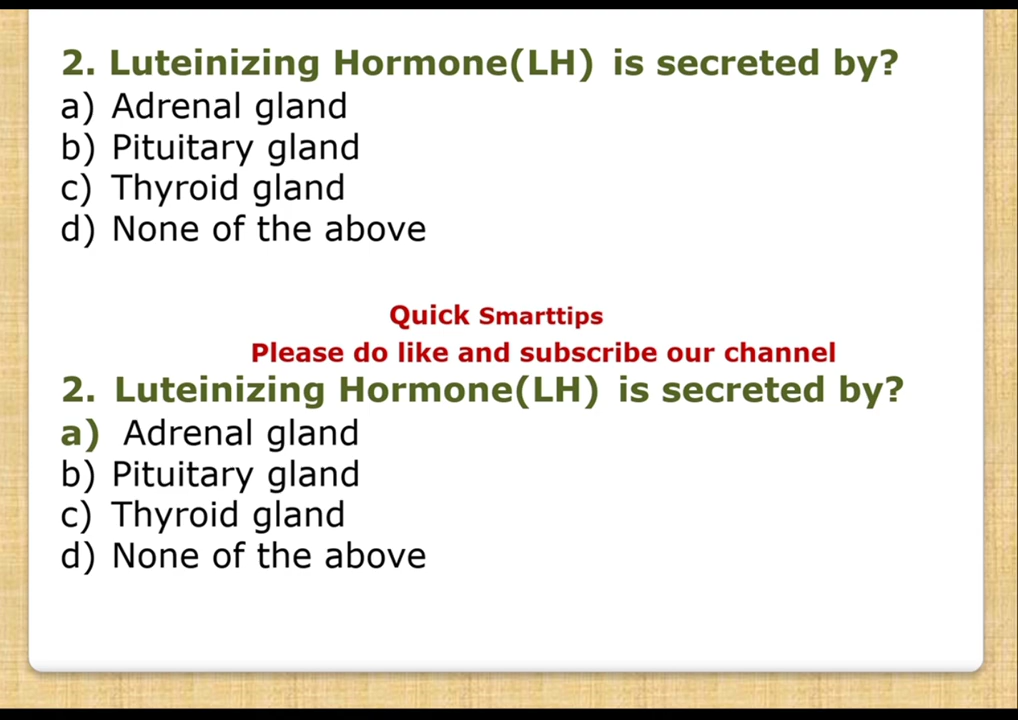 2. Luteinizing Hormone(LH) is secreted by?
a) Adrenal gland
b) Pituitary gland
c) Thyroid gland
d) None of the above
Quick Smarttips
Please do like and subscribe our channel
2. Luteinizing Hormone(LH) is secreted by?
a) Adrenal gland
b) Pituitary gland
c) Thyroid gland
d) None of the above